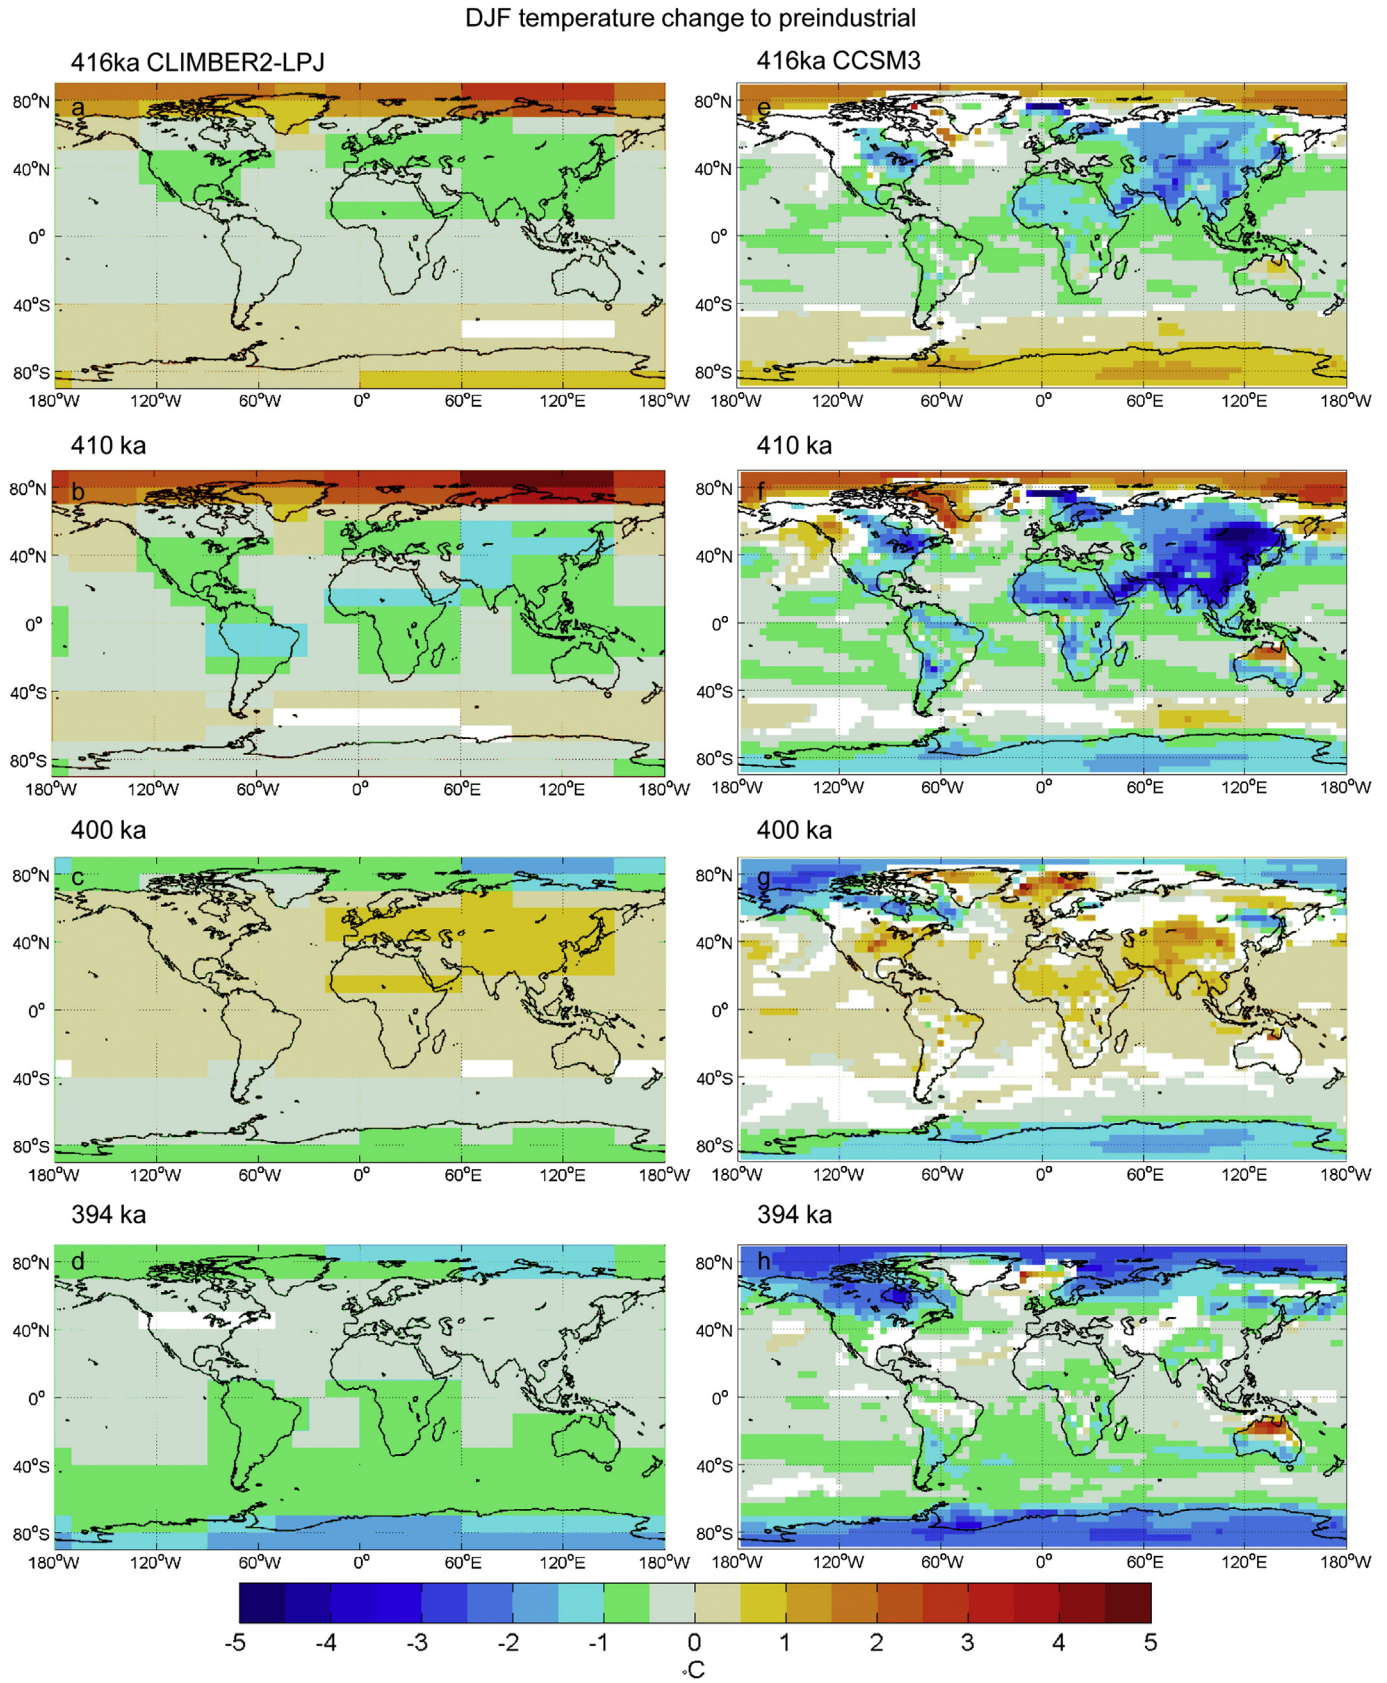 DJF temperature change to preindustrial
416ka CLIMBER2-LPJ
416ka CCSM3
a
80°N
40°N
0°
40°S
80°S
180°W 120°W 60°W 0° 60°E 120°E 180°W
e
80°N
40°N
0°
40°S
80°S
180°W 120°W 60°W 0° 60°E 120°E 180°W
410 ka
410 ka
b
80°N
40°N
0°
40°S
80°S
180°W 120°W 60°W 0° 60°E 120°E 180°W
f
80°N
40°N
0°
40°S
80°S
180°W 120°W 60°W 0° 60°E 120°E 180°W
400 ka
400 ka
c
80°N
40°N
0°
40°S
80°S
180°W 120°W 60°W 0° 60°E 120°E 180°W
g
80°N
40°N
0°
40°S
80°S
180°W 120°W 60°W 0° 60°E 120°E 180°W
394 ka
394 ka
d
80°N
40°N
0°
40°S
80°S
180°W 120°W 60°W 0° 60°E 120°E 180°W
h
80°N
40°N
0°
40°S
80°S
180°W 120°W 60°W 0° 60°E 120°E 180°W
-5 -4 -3 -2 -1 0 1 2 3 4 5
°C